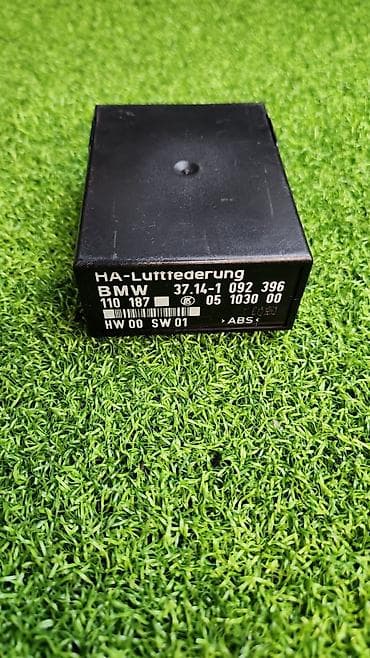 HA-Luftfederung
BMW 37.14-1 092 396
110 187 05 1030 00
HW 00 SW 01 >ABS<